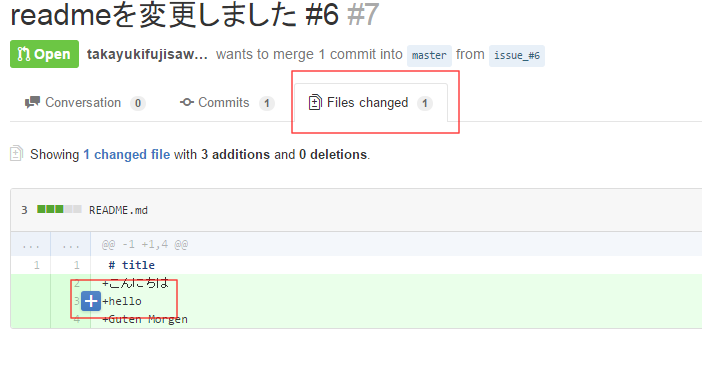 readmeを変更しました #6 #7
Open takayukifujisaw... wants to merge 1 commit into master from issue_#6
Conversation 0 Commits 1 Files changed 1
Showing 1 changed file with 3 additions and 0 deletions.
3 README.md
... ... @@ -1 +1,4 @@
1 1 # title
2 +こんにちは
3 +hello
4 +Guten Morgen